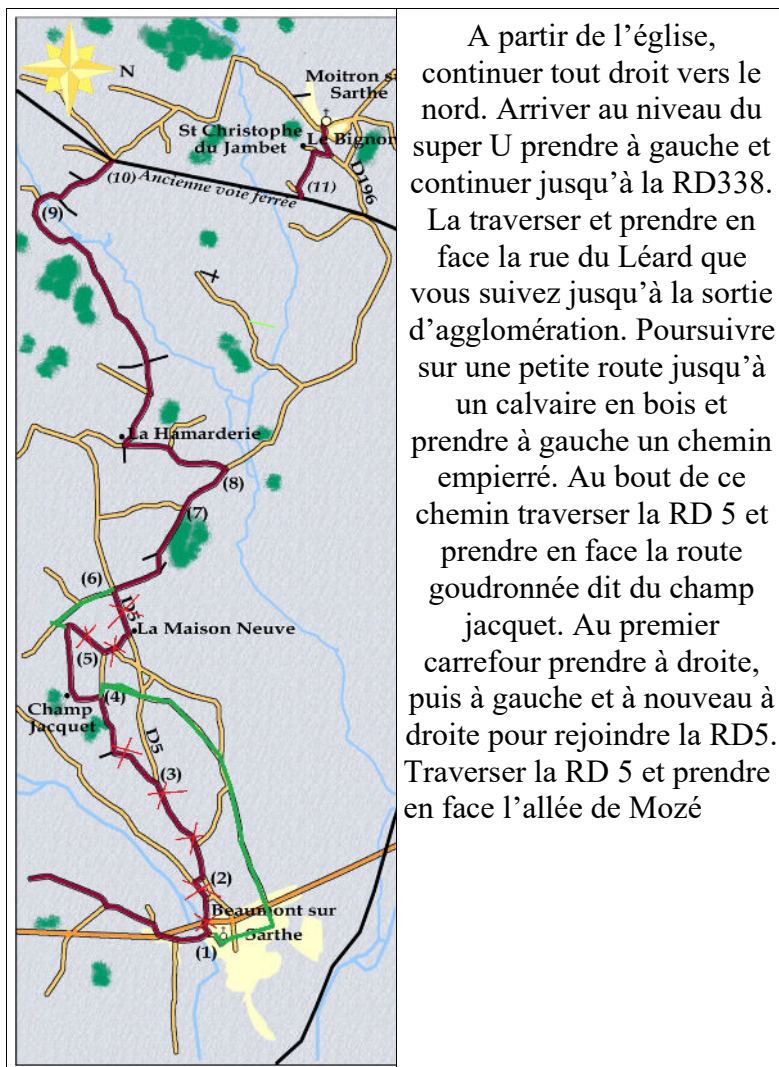 N
Moitron s
Sarthe
St Christophe
du Jambet
Le Bignon
D196
(10)
Ancienne voie ferrée
(11)
(9)
La Hamarderie
(8)
(7)
(6)
D5
La Maison Neuve
(5)
(4)
Champ
Jacquet
D5
(3)
(2)
Beaumont sur
Sarthe
(1)
A partir de l’église,
continuer tout droit vers le
nord. Arriver au niveau du
super U prendre à gauche et
continuer jusqu’à la RD338.
La traverser et prendre en
face la rue du Léard que
vous suivez jusqu’à la sortie
d’agglomération. Poursuivre
sur une petite route jusqu’à
un calvaire en bois et
prendre à gauche un chemin
empierré. Au bout de ce
chemin traverser la RD 5 et
prendre en face la route
goudronnée dit du champ
jacquet. Au premier
carrefour prendre à droite,
puis à gauche et à nouveau à
droite pour rejoindre la RD5.
Traverser la RD 5 et prendre
en face l’allée de Mozé